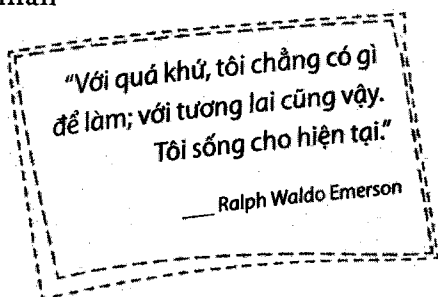 "Với quá khứ, tôi chẳng có gì
để làm; với tương lai cũng vậy.
Tôi sống cho hiện tại."
___ Ralph Waldo Emerson